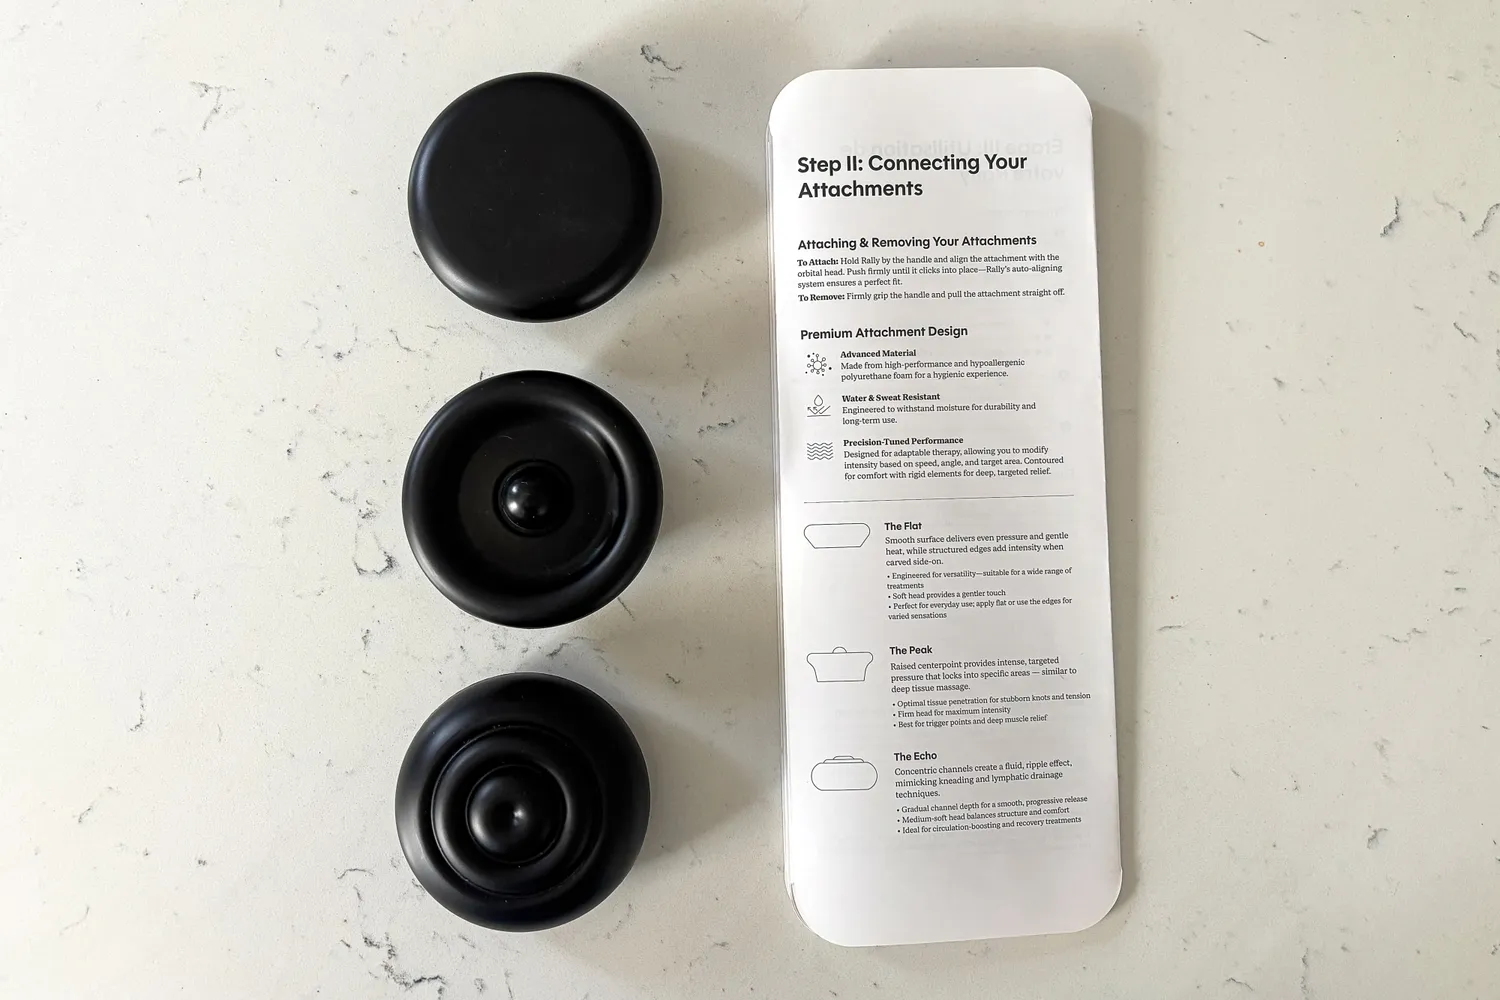 Step II: Connecting Your
Attachments
Attaching & Removing Your Attachments
To Attach: Hold Rally by the handle and align the attachment with the
orbital head. Push firmly until it clicks into place—Rally's auto-aligning
system ensures a perfect fit.
To Remove: Firmly grip the handle and pull the attachment straight off.
Premium Attachment Design
Advanced Material
Made from high-performance and hypoallergenic
polyurethane foam for a hygienic experience.
Water & Sweat Resistant
Engineered to withstand moisture for durability and
long-term use.
Precision-Tuned Performance
Designed for adaptable therapy, allowing you to modify
intensity based on speed, angle, and target area. Contoured
for comfort with rigid elements for deep, targeted relief.
The Flat
Smooth surface delivers even pressure and gentle
heat, while structured edges add intensity when
carved side-on.
• Engineered for versatility—suitable for a wide range of
treatments
• Soft head provides a gentler touch
• Perfect for everyday use; apply flat or use the edges for
varied sensations
The Peak
Raised centerpoint provides intense, targeted
pressure that locks into specific areas — similar to
deep tissue massage.
• Optimal tissue penetration for stubborn knots and tension
• Firm head for maximum intensity
• Best for trigger points and deep muscle relief
The Echo
Concentric channels create a fluid, ripple effect,
mimicking kneading and lymphatic drainage
techniques.
• Gradual channel depth for a smooth, progressive release
• Medium-soft head balances structure and comfort
• Ideal for circulation-boosting and recovery treatments